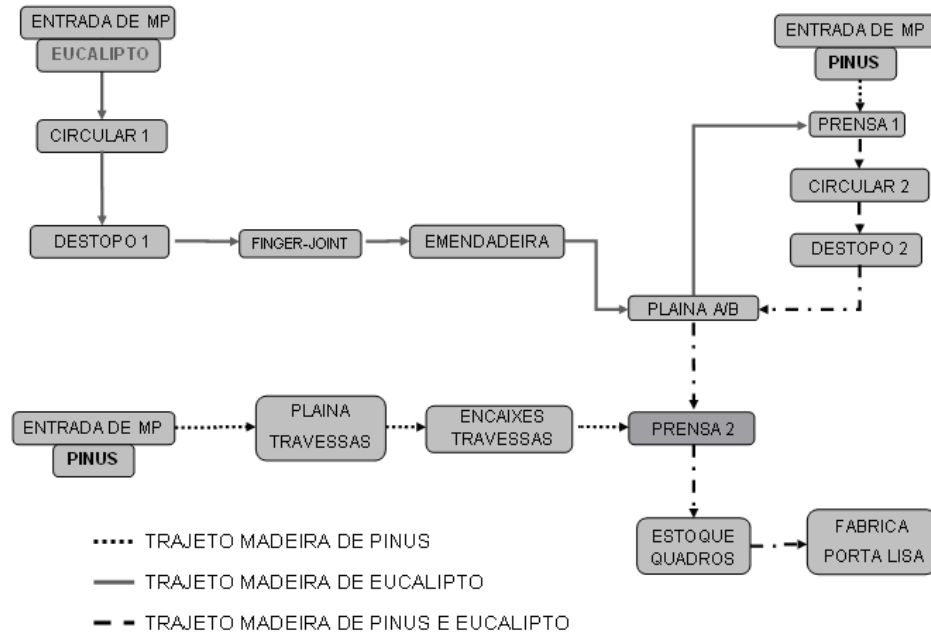 ENTRADA DE MP
EUCALIPTO
CIRCULAR 1
DESTOPO 1
FINGER-JOINT
EMENDADEIRA
ENTRADA DE MP
PINUS
PRENSA 1
CIRCULAR 2
DESTOPO 2
PLAINA A/B
ENTRADA DE MP
PINUS
PLAINA
TRAVESSAS
ENCAIXES
TRAVESSAS
PRENSA 2
ESTOQUE
QUADROS
FABRICA
PORTA LISA
TRAJETO MADEIRA DE PINUS
TRAJETO MADEIRA DE EUCALIPTO
TRAJETO MADEIRA DE PINUS E EUCALIPTO